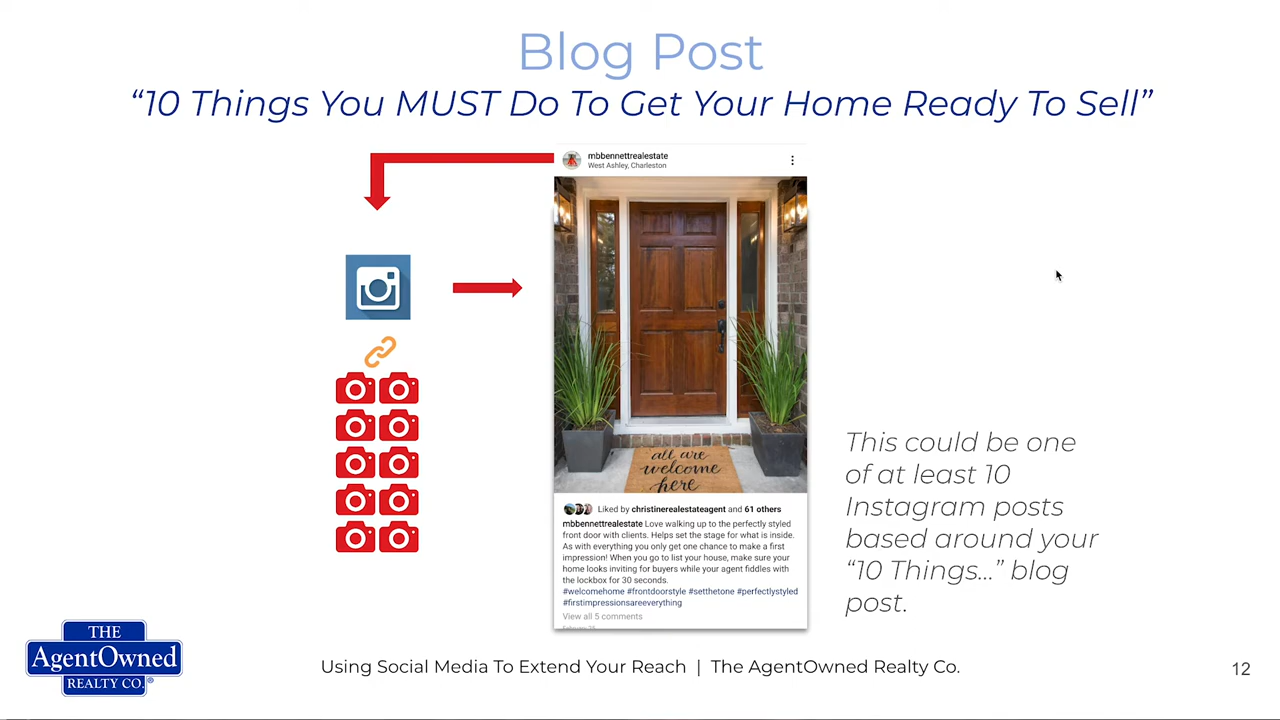 Blog Post
“10 Things You MUST Do To Get Your Home Ready To Sell”
mbbennettrealestate
West Ashley, Charleston
all are
welcome
here
Liked by christinerealestateagent and 61 others
mbbennettrealestate Love walking up to the perfectly styled
front door with clients. Helps set the stage for what is inside.
As with everything you only get one chance to make a first
impression! When you go to list your house, make sure your
home looks inviting for buyers while your agent fiddles with
the lockbox for 30 seconds.
#welcomehome #frontdoorstyle #setthetone #perfectlystyled
#firstimpressionsareeverything
View all 5 comments
This could be one
of at least 10
Instagram posts
based around your
“10 Things...” blog
post.
THE
AgentOwned
REALTY CO.®
Using Social Media To Extend Your Reach | The AgentOwned Realty Co.
12